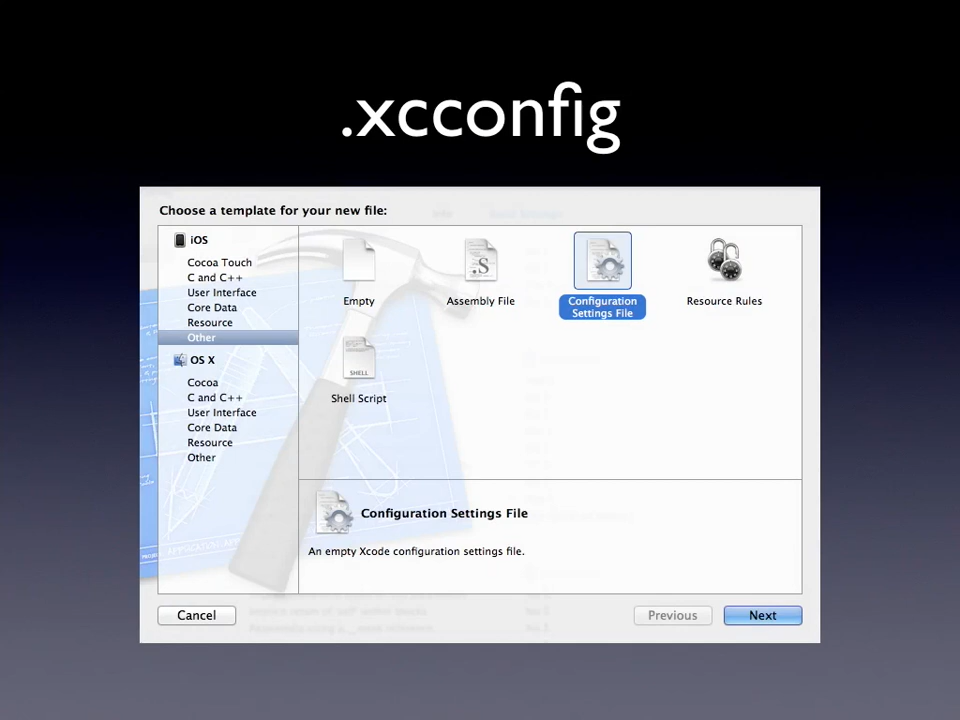 .xcconfig
Choose a template for your new file:
iOS
Cocoa Touch
C and C++
User Interface
Core Data
Resource
Other
OS X
Cocoa
C and C++
User Interface
Core Data
Resource
Other
Empty
.S
Assembly File
Configuration
Settings File
Resource Rules
SHELL
Shell Script
Configuration Settings File
An empty Xcode configuration settings file.
Cancel
Previous
Next